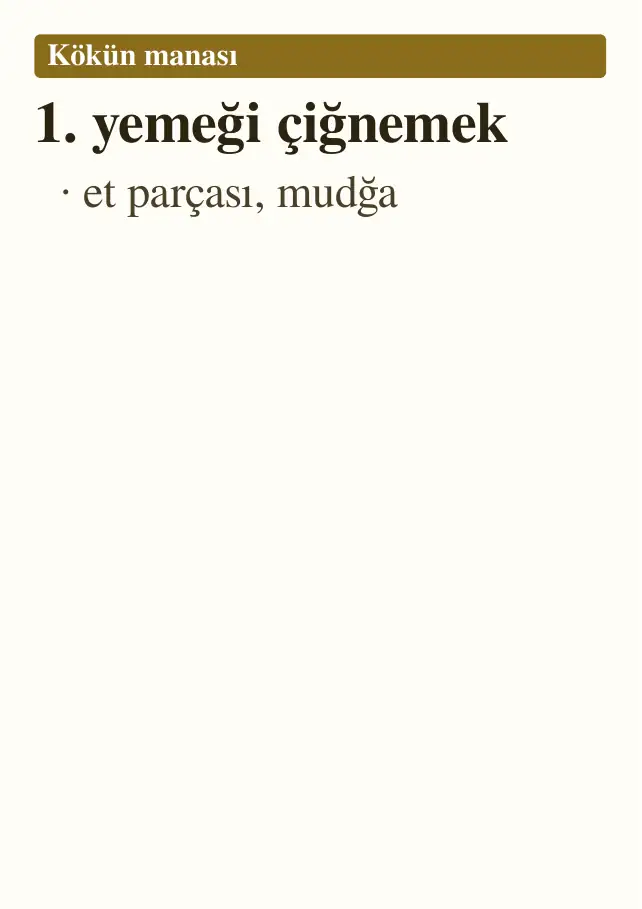 Kökün manası
1. yemeği çiğnemek
· et parçası, mudğa